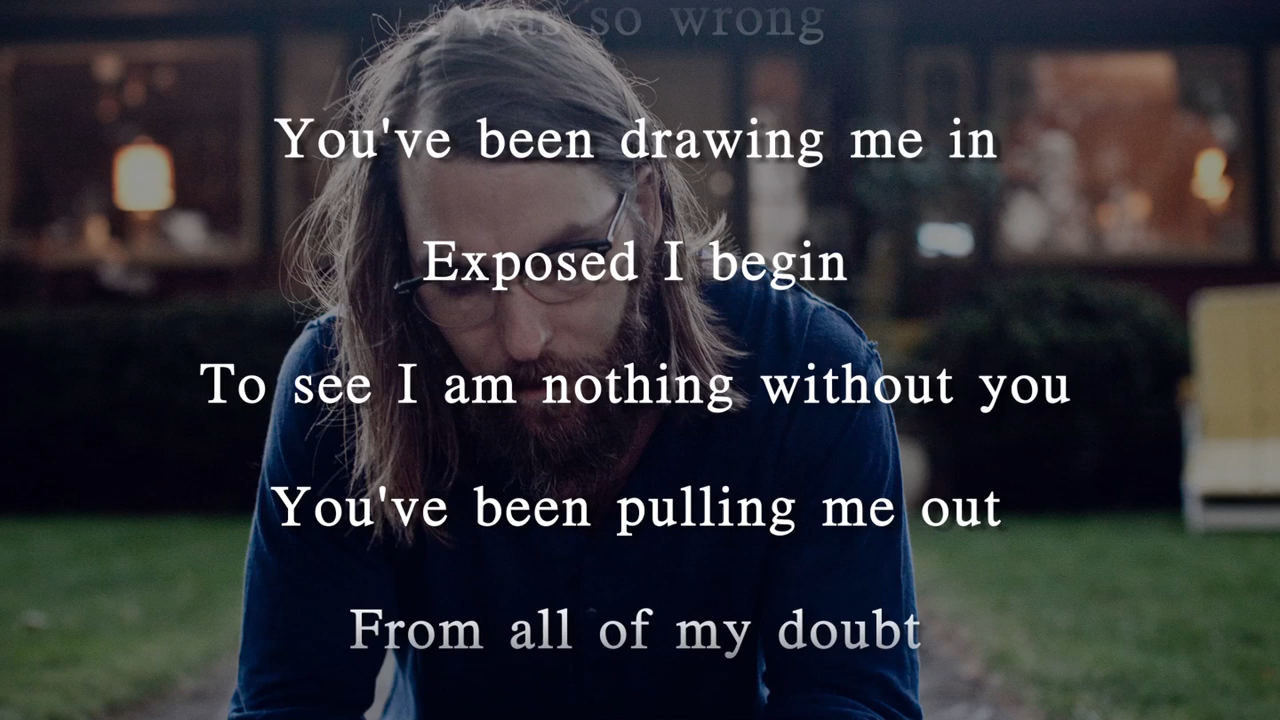 I was so wrong
You've been drawing me in
Exposed I begin
To see I am nothing without you
You've been pulling me out
From all of my doubt